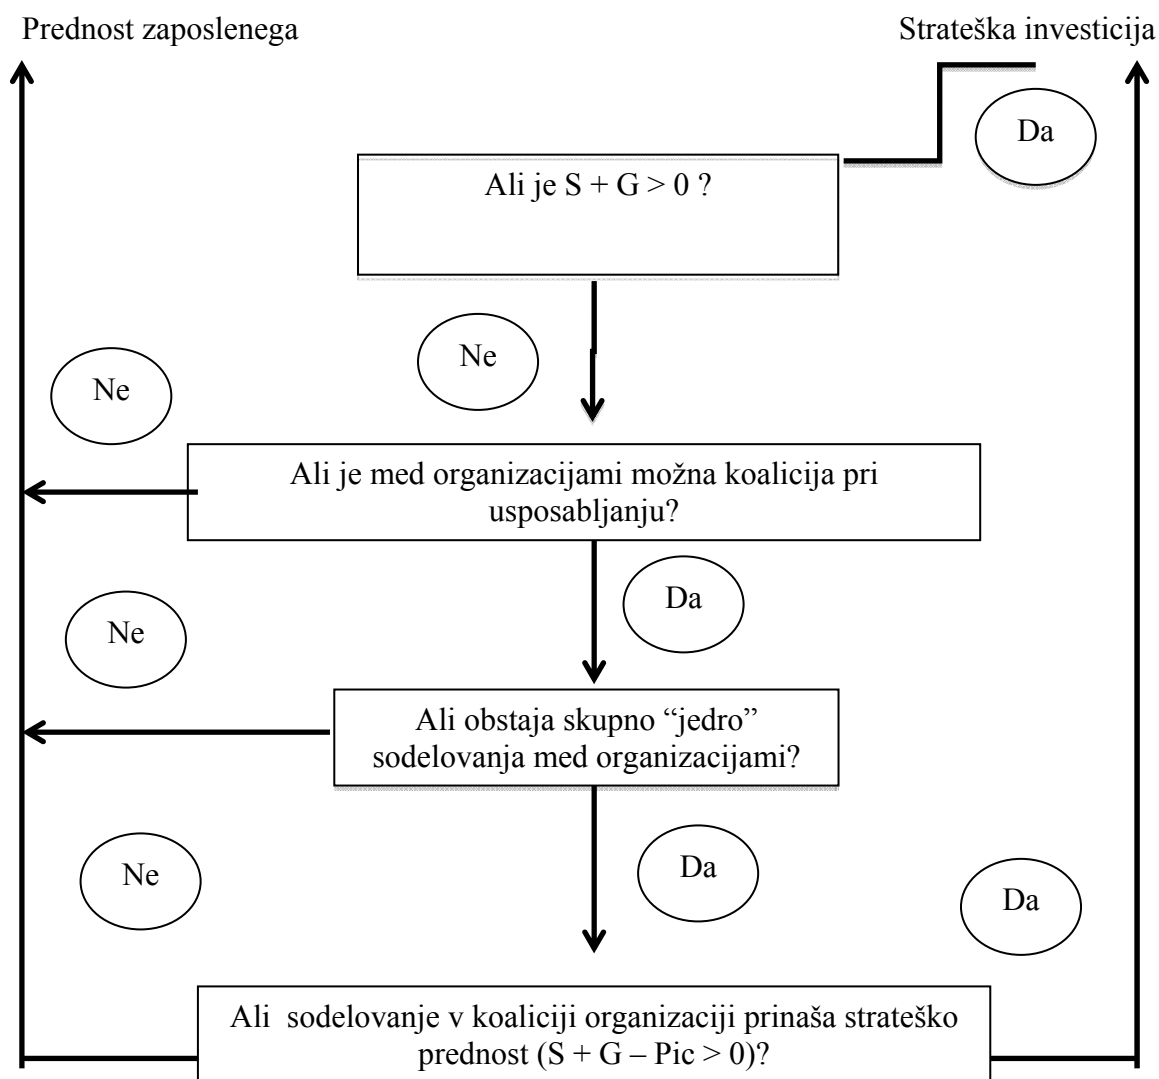 Prednost zaposlenega
Strateška investicija
Da
Ali je S + G > 0 ?
Ne
Ne
Ali je med organizacijami možna koalicija pri
usposabljanju?
Da
Ne
Ali obstaja skupno “jedro”
sodelovanja med organizacijami?
Da
Ne
Da
Ali  sodelovanje v koaliciji organizaciji prinaša strateško
prednost (S + G – Pic > 0)?